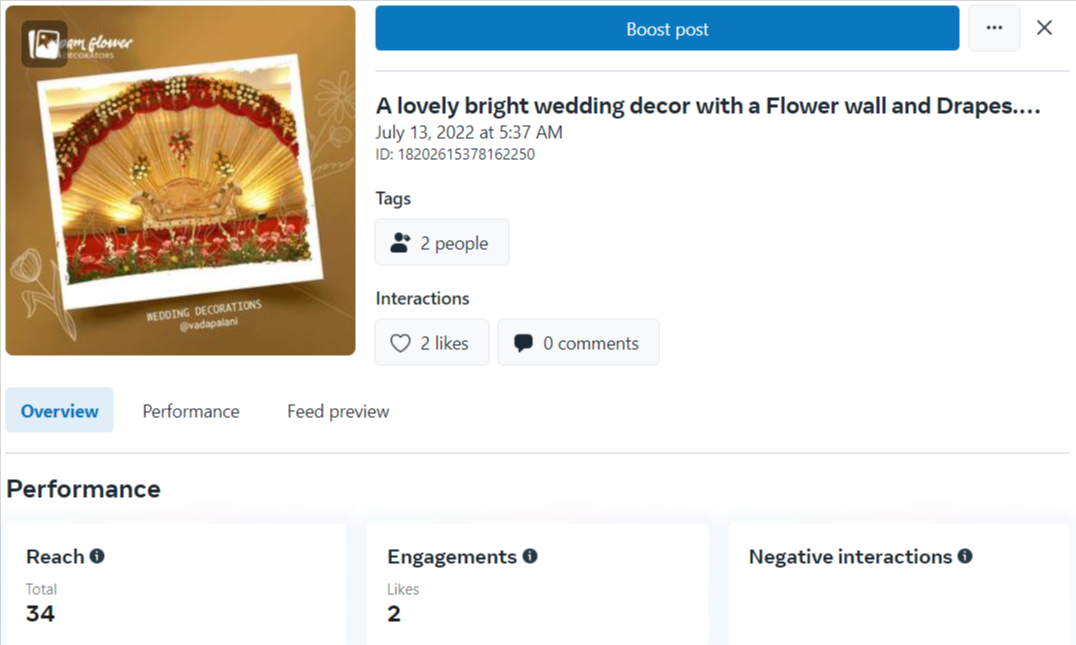 flower
DECORATORS
WEDDING DECORATIONS
@vadapalani
Boost post
A lovely bright wedding decor with a Flower wall and Drapes....
July 13, 2022 at 5:37 AM
ID: 18202615378162250
Tags
2 people
Interactions
2 likes
0 comments
Overview
Performance
Feed preview
Performance
Reach
Total
34
Engagements
Likes
2
Negative interactions